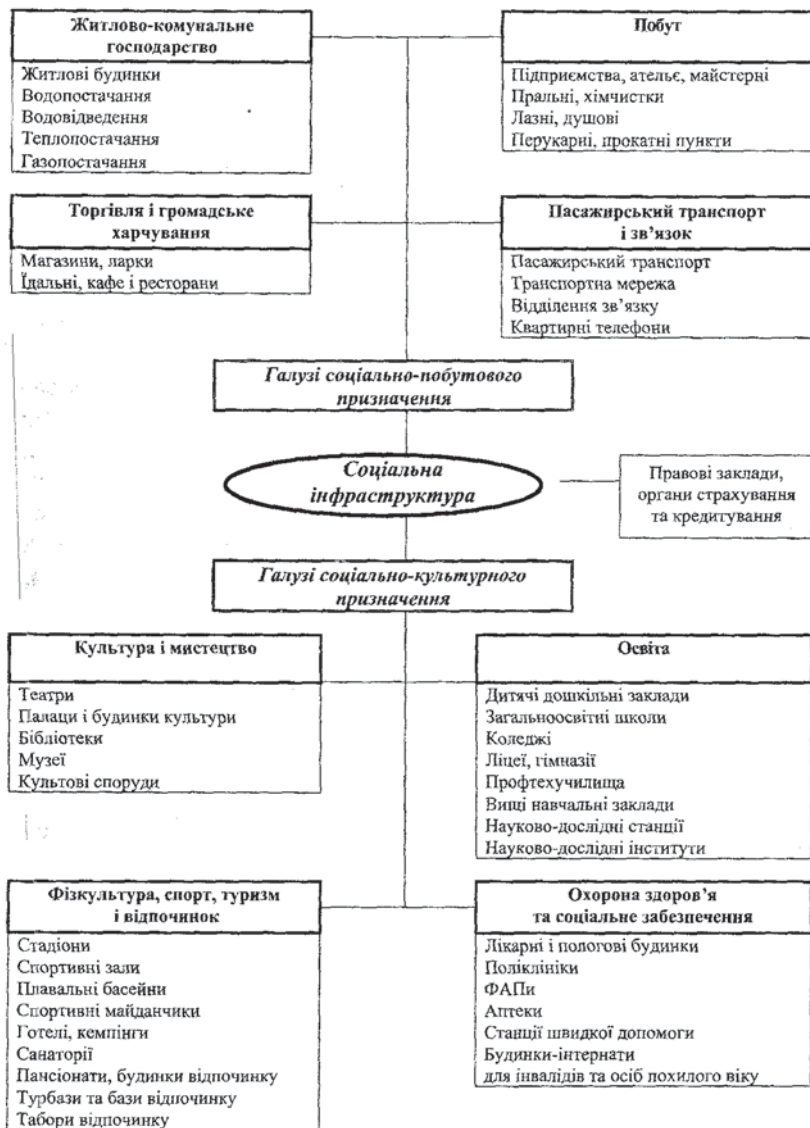 Житлово-комунальне
господарство
Житлові будинки
Водопостачання
Водовідведення
Теплопостачання
Газопостачання
Побут
Підприємства, ательє, майстерні
Пральні, хімчистки
Лазні, душові
Перукарні, прокатні пункти
Торгівля і громадське
харчування
Магазини, ларки
Їдальні, кафе і ресторани
Пасажирський транспорт
і зв’язок
Пасажирський транспорт
Транспортна мережа
Відділення зв’язку
Квартирні телефони
Галузі соціально-побутового
призначення
Соціальна
інфраструктура
Правові заклади,
органи страхування
та кредитування
Галузі соціально-культурного
призначення
Культура і мистецтво
Театри
Палаци і будинки культури
Бібліотеки
Музеї
Культові споруди
Освіта
Дитячі дошкільні заклади
Загальноосвітні школи
Коледжі
Ліцеї, гімназії
Профтехучилища
Вищі навчальні заклади
Науково-дослідні станції
Науково-дослідні інститути
Фізкультура, спорт, туризм
і відпочинок
Стадіони
Спортивні зали
Плавальні басейни
Спортивні майданчики
Готелі, кемпінги
Санаторії
Пансіонати, будинки відпочинку
Турбази та бази відпочинку
Табори відпочинку
Охорона здоров’я
та соціальне забезпечення
Лікарні і пологові будинки
Поліклініки
ФАПи
Аптеки
Станції швидкої допомоги
Будинки-інтернати
для інвалідів та осіб похилого віку